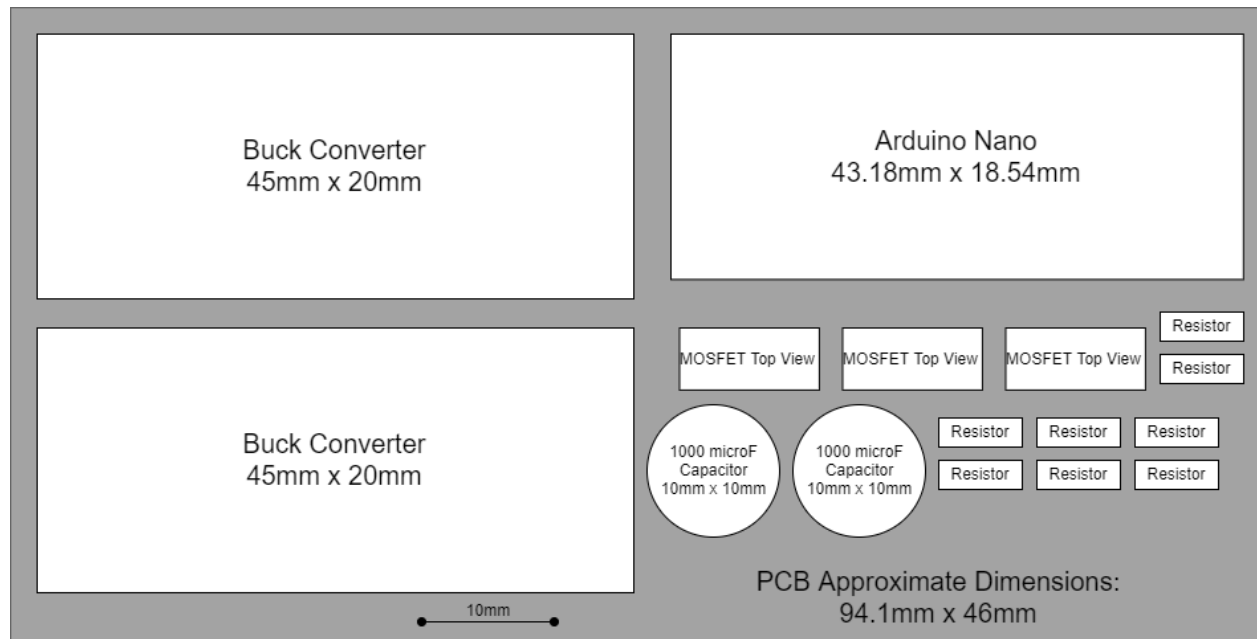 Buck Converter
45mm x 20mm
Arduino Nano
43.18mm x 18.54mm
Buck Converter
45mm x 20mm
MOSFET Top View
MOSFET Top View
MOSFET Top View
Resistor
Resistor
1000 microF
Capacitor
10mm x 10mm
1000 microF
Capacitor
10mm x 10mm
Resistor
Resistor
Resistor
Resistor
Resistor
Resistor
10mm
PCB Approximate Dimensions:
94.1mm x 46mm